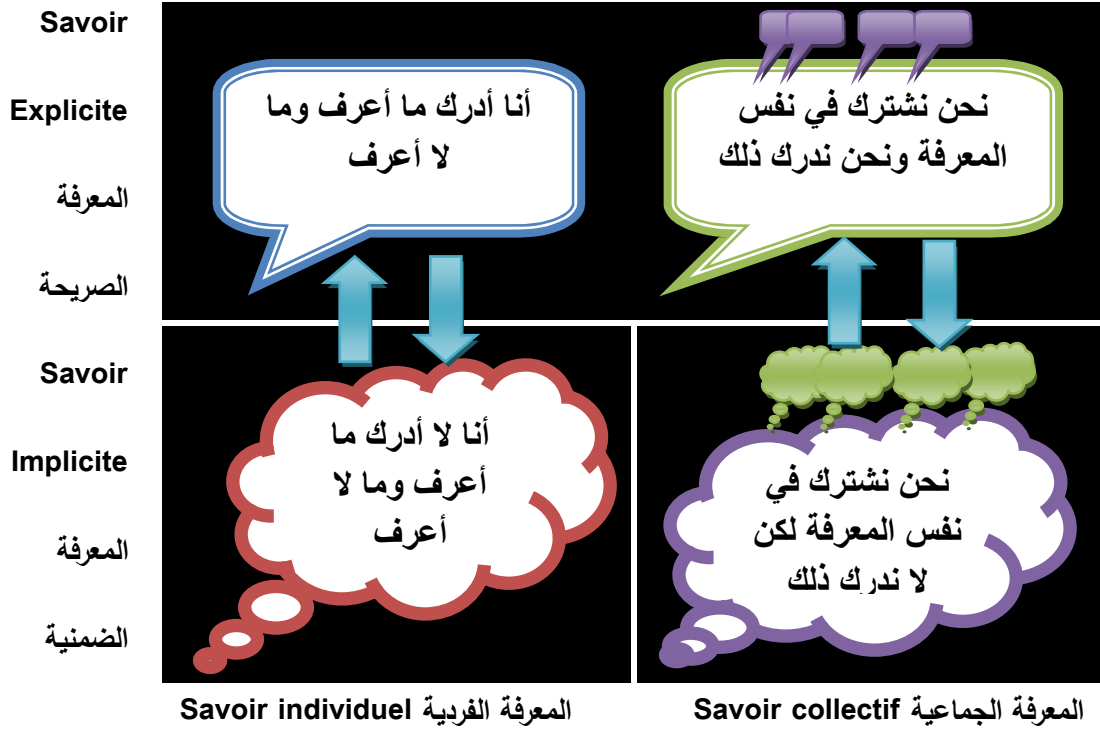 Savoir
Explicite
المعرفة
الصريحة
أنا أدرك ما أعرف وما
لا أعرف
نحن نشترك في نفس
المعرفة ونحن ندرك ذلك
Savoir
Implicite
المعرفة
الضمنية
أنا لا أدرك ما
أعرف وما لا
أعرف
نحن نشترك في
نفس المعرفة لكن
لا ندرك ذلك
Savoir individuel المعرفة الفردية
Savoir collectif المعرفة الجماعية